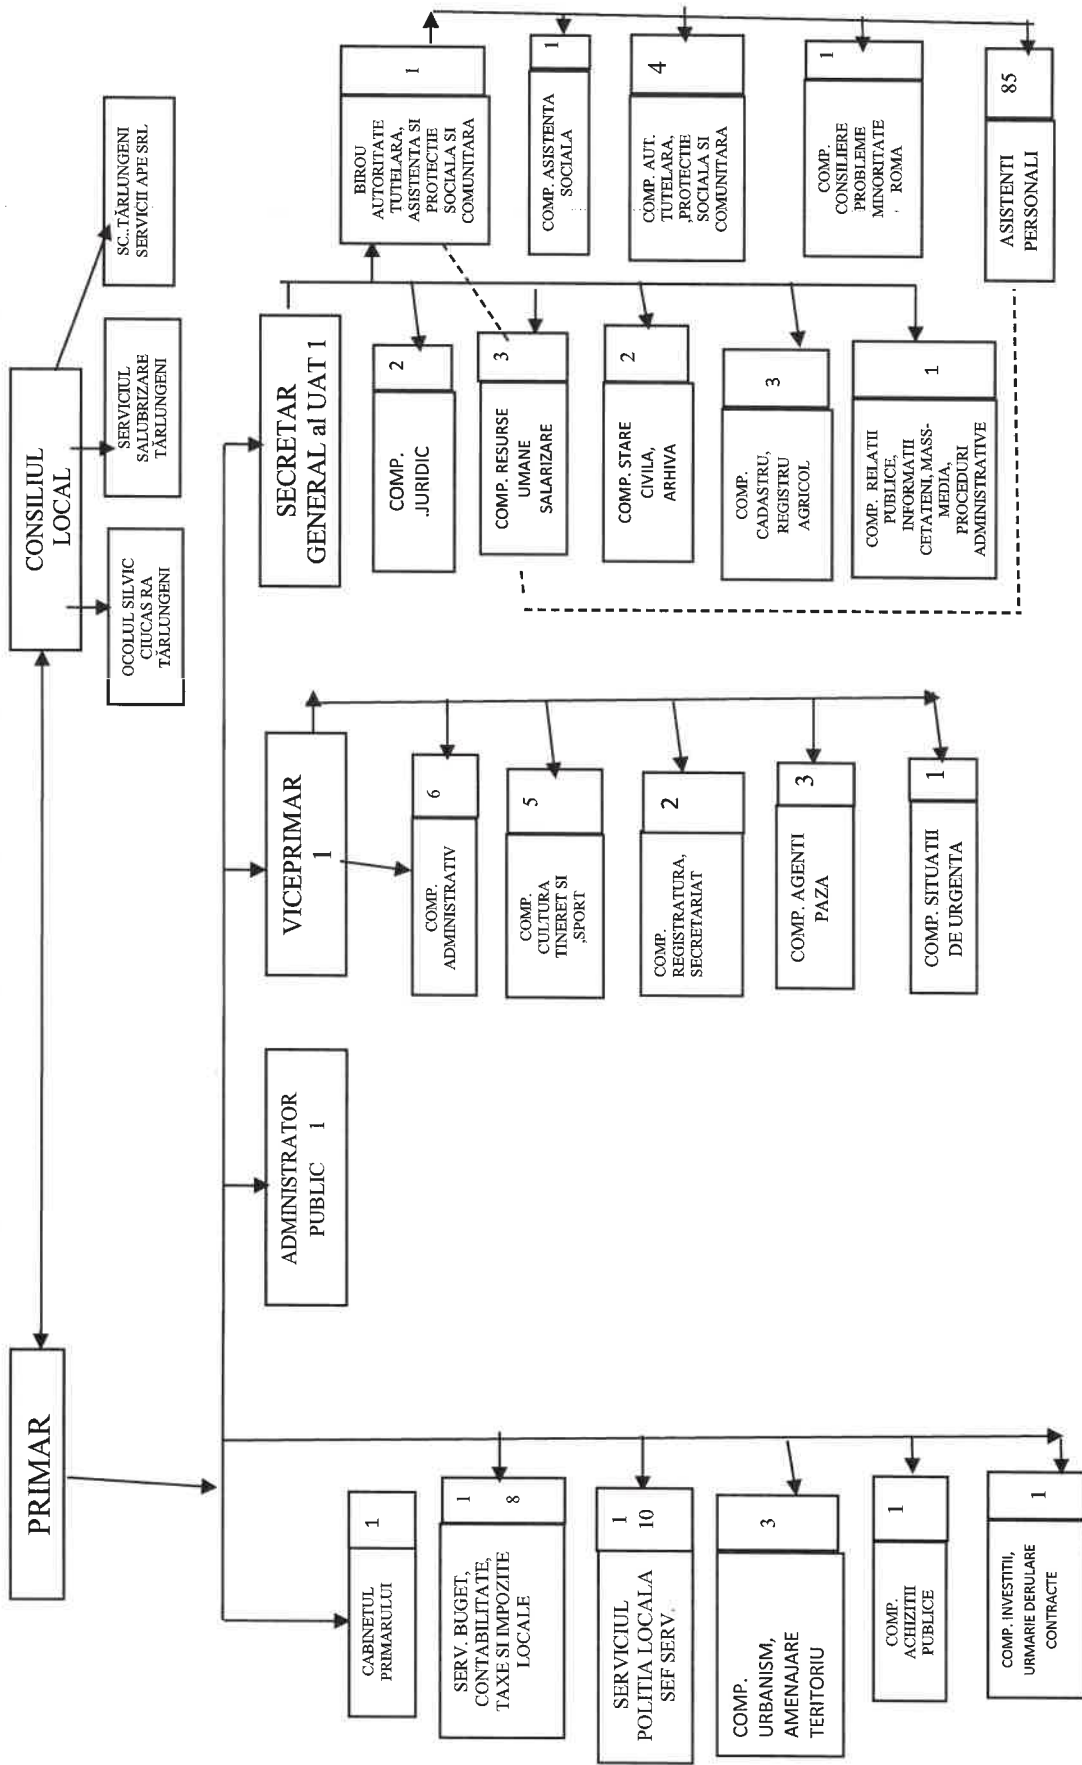 PRIMAR
CONSILIUL
LOCAL
OCOLUL SILVIC
CIUCAS RA
TĂRLUNGENI
SERVICIUL
SALUBRIZARE
TĂRLUNGENI
SC..TĂRLUNGENI
SERVICII APE SRL
CABINETUL
PRIMARULUI
1
SERV. BUGET,
CONTABILITATE,
TAXE SI IMPOZITE
LOCALE
1
8
SERVICIUL
POLITIA LOCALA
SEF SERV.
1
10
COMP.
URBANISM,
AMENAJARE
TERITORIU
3
COMP.
ACHIZITII
PUBLICE
1
COMP. INVESTITII,
URMARIE DERULARE
CONTRACTE
1
ADMINISTRATOR
PUBLIC 1
VICEPRIMAR
1
COMP.
ADMINISTRATIV
6
COMP.
CULTURA
TINERET SI
,SPORT
5
COMP.
REGISTRATURA,
SECRETARIAT
2
COMP. AGENTI
PAZA
3
COMP. SITUATII
DE URGENTA
1
SECRETAR
GENERAL al UAT 1
COMP.
.JURIDIC
2
COMP. RESURSE
UMANE
SALARIZARE
3
COMP. STARE
CIVILA,
ARHIVA
2
COMP.
CADASTRU,
REGISTRU
AGRICOL
3
COMP. RELATII
PUBLICE,
INFORMATII
CETATENI, MASS-
MEDIA,
PROCEDURI
ADMINISTRATIVE
1
BIROU
AUTORITATE
TUTELARA,
ASISTENTA SI
PROTECTIE
SOCIALA SI
COMUNITARA
1
COMP. ASISTENTA
SOCIALA
1
COMP. AUT.
TUTELARA,
,PROTECTIE
SOCIALA SI
COMUNITARA
4
COMP.
CONSILIERE
PROBLEME
MINORITATE
ROMA
1
ASISTENTI
PERSONALI
85